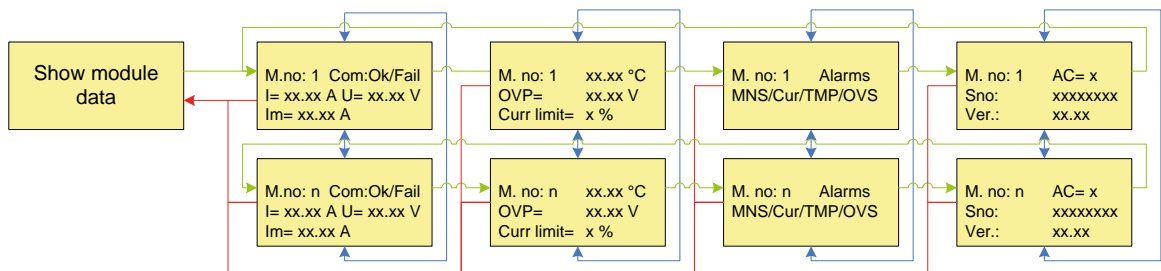 Show module
data
M.no: 1 Com:Ok/Fail
I= xx.xx A U= xx.xx V
Im= xx.xx A
M. no: 1 xx.xx °C
OVP= xx.xx V
Curr limit= x %
M. no: 1 Alarms
MNS/Cur/TMP/OVS
M. no: 1 AC= x
Sno: xxxxxxxx
Ver.: xx.xx
M.no: n Com:Ok/Fail
I= xx.xx A U= xx.xx V
Im= xx.xx A
M. no: n xx.xx °C
OVP= xx.xx V
Curr limit= x %
M. no: n Alarms
MNS/Cur/TMP/OVS
M. no: n AC= x
Sno: xxxxxxxx
Ver.: xx.xx